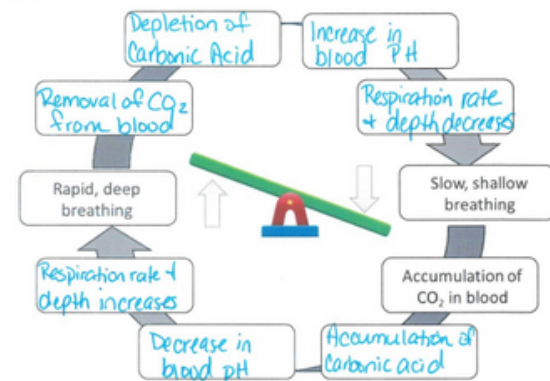 Depletion of
Carbonic Acid
Increase in
blood PH
Respiration rate
+ depth decreases
Slow, shallow
breathing
Accumulation of
CO₂ in blood
Accumulation of
Carbonic acid
Decrease in
blood pH
Respiration rate +
depth increases
Rapid, deep
breathing
Removal of CO₂
from blood